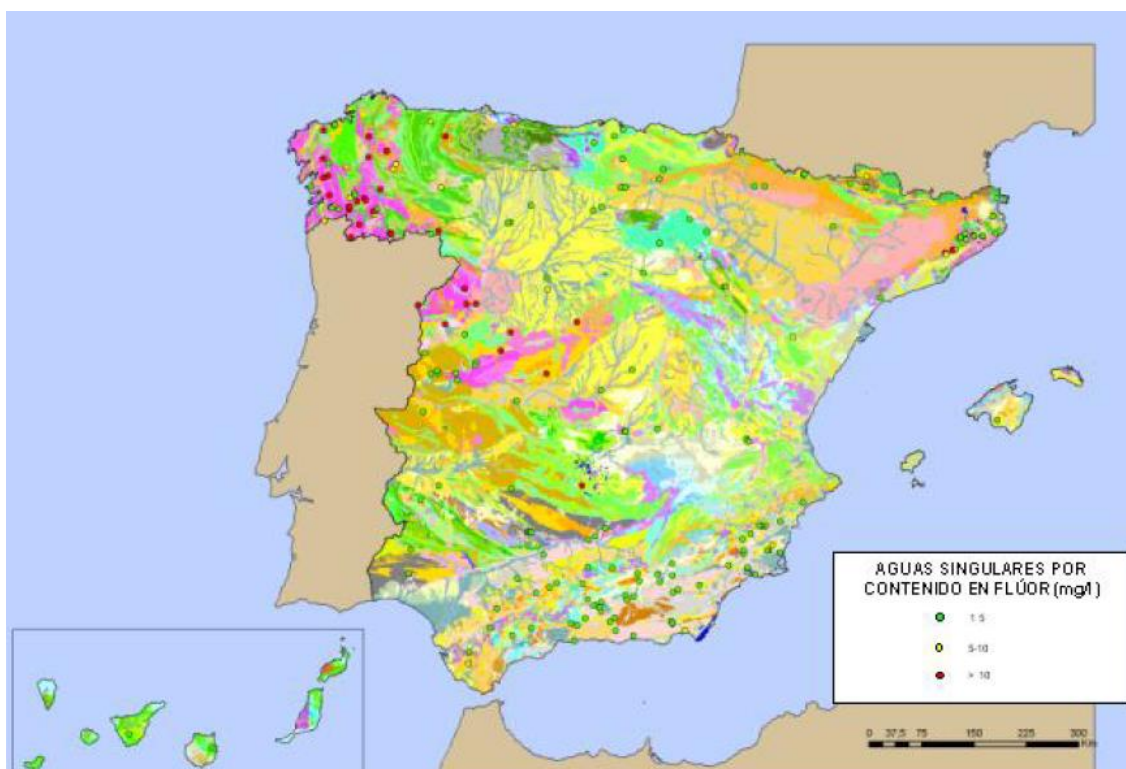 AGUAS SINGULARES POR
CONTENIDO EN FLÚOR (mg/l)
1 5
5-10
> 10
0 37,5 75 150 225 300
Km